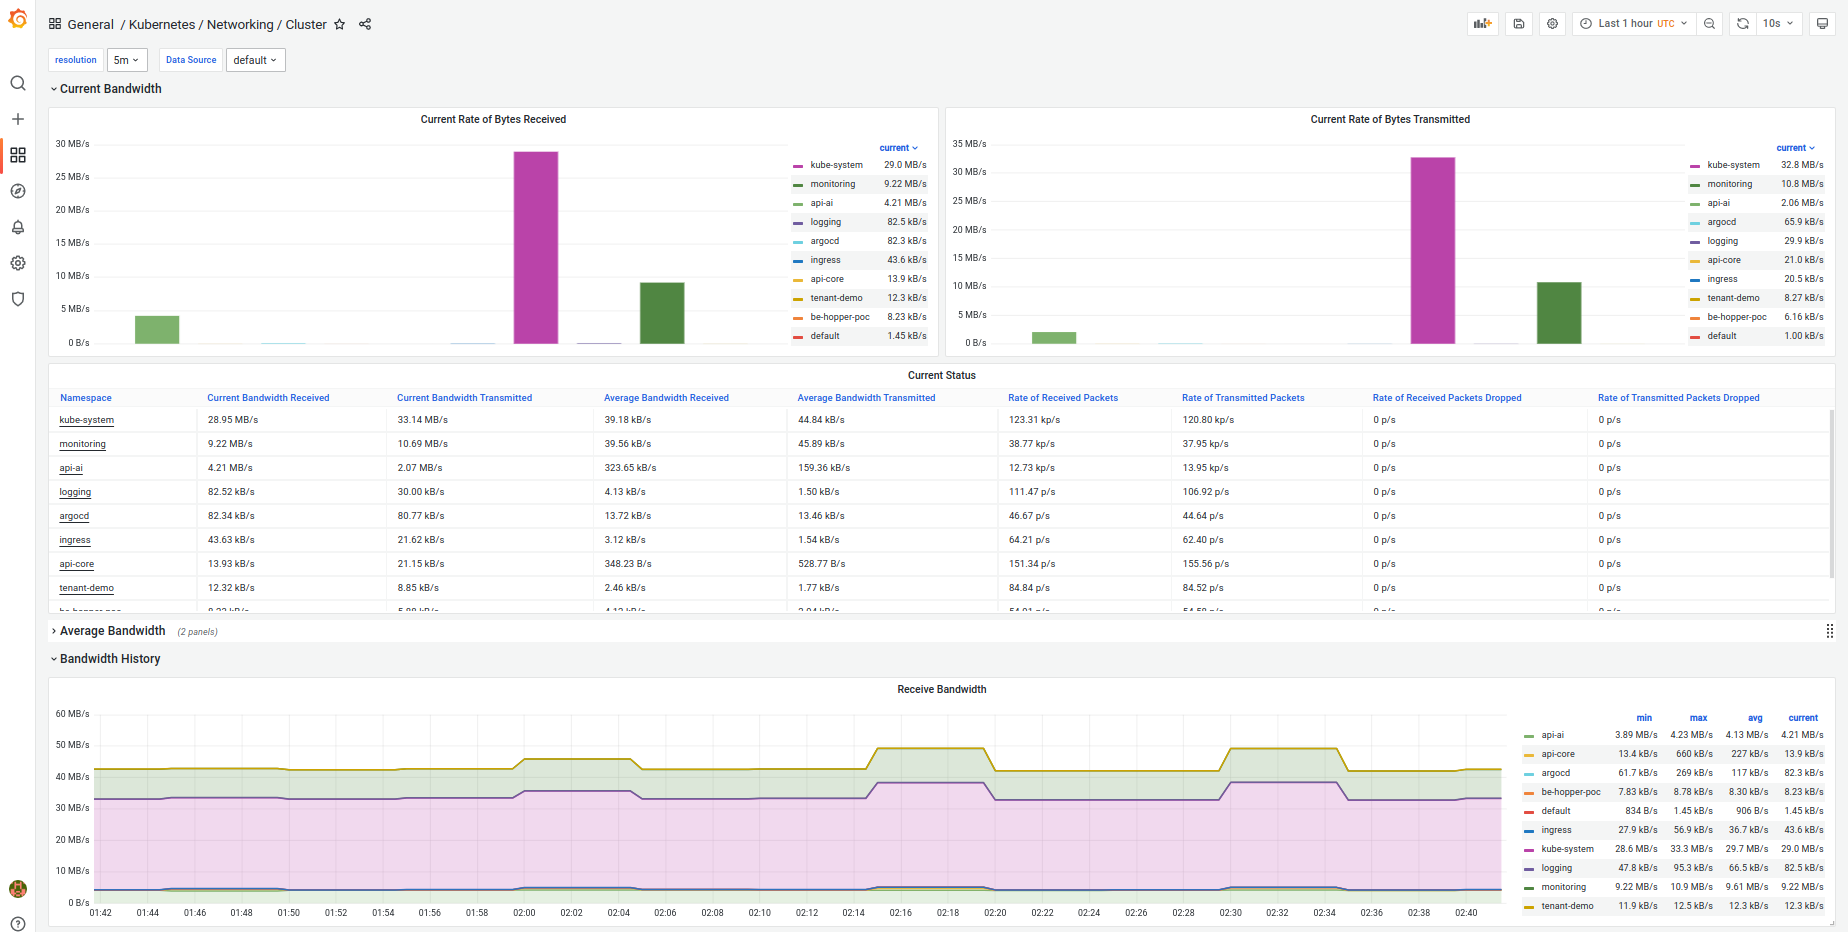 General / Kubernetes / Networking / Cluster
Last 1 hour UTC
10s
resolution 5m Data Source default
Current Bandwidth
Current Rate of Bytes Received
30 MB/s
25 MB/s
20 MB/s
15 MB/s
10 MB/s
5 MB/s
0 B/s
current
kube-system 29.0 MB/s
monitoring 9.22 MB/s
api-ai 4.21 MB/s
logging 82.5 kB/s
argocd 82.3 kB/s
ingress 43.6 kB/s
api-core 13.9 kB/s
tenant-demo 12.3 kB/s
be-hopper-poc 8.23 kB/s
default 1.45 kB/s
Current Rate of Bytes Transmitted
35 MB/s
30 MB/s
25 MB/s
20 MB/s
15 MB/s
10 MB/s
5 MB/s
0 B/s
current
kube-system 32.8 MB/s
monitoring 10.8 MB/s
api-ai 2.06 MB/s
argocd 65.9 kB/s
logging 29.9 kB/s
api-core 21.0 kB/s
ingress 20.5 kB/s
tenant-demo 8.27 kB/s
be-hopper-poc 6.16 kB/s
default 1.00 kB/s
Current Status
Namespace Current Bandwidth Received Current Bandwidth Transmitted Average Bandwidth Received Average Bandwidth Transmitted Rate of Received Packets Rate of Transmitted Packets Rate of Received Packets Dropped Rate of Transmitted Packets Dropped
kube-system 28.95 MB/s 33.14 MB/s 39.18 kB/s 44.84 kB/s 123.31 kp/s 120.80 kp/s 0 p/s 0 p/s
monitoring 9.22 MB/s 10.69 MB/s 39.56 kB/s 45.89 kB/s 38.77 kp/s 37.95 kp/s 0 p/s 0 p/s
api-ai 4.21 MB/s 2.07 MB/s 323.65 kB/s 159.36 kB/s 12.73 kp/s 13.95 kp/s 0 p/s 0 p/s
logging 82.52 kB/s 30.00 kB/s 4.13 kB/s 1.50 kB/s 111.47 p/s 106.92 p/s 0 p/s 0 p/s
argocd 82.34 kB/s 80.77 kB/s 13.72 kB/s 13.46 kB/s 46.67 p/s 44.64 p/s 0 p/s 0 p/s
ingress 43.63 kB/s 21.62 kB/s 3.12 kB/s 1.54 kB/s 64.21 p/s 62.40 p/s 0 p/s 0 p/s
api-core 13.93 kB/s 21.15 kB/s 348.23 B/s 528.77 B/s 151.34 p/s 155.56 p/s 0 p/s 0 p/s
tenant-demo 12.32 kB/s 8.85 kB/s 2.46 kB/s 1.77 kB/s 84.84 p/s 84.52 p/s 0 p/s 0 p/s
Average Bandwidth (2 panels)
Bandwidth History
Receive Bandwidth
60 MB/s
50 MB/s
40 MB/s
30 MB/s
20 MB/s
10 MB/s
0 B/s
01:42 01:44 01:46 01:48 01:50 01:52 01:54 01:56 01:58 02:00 02:02 02:04 02:06 02:08 02:10 02:12 02:14 02:16 02:18 02:20 02:22 02:24 02:26 02:28 02:30 02:32 02:34 02:36 02:38 02:40
min max avg current
api-ai 3.89 MB/s 4.23 MB/s 4.13 MB/s 4.21 MB/s
api-core 13.4 kB/s 660 kB/s 227 kB/s 13.9 kB/s
argocd 61.7 kB/s 269 kB/s 117 kB/s 82.3 kB/s
be-hopper-poc 7.83 kB/s 8.78 kB/s 8.30 kB/s 8.23 kB/s
default 834 B/s 1.45 kB/s 906 B/s 1.45 kB/s
ingress 27.9 kB/s 56.9 kB/s 36.7 kB/s 43.6 kB/s
kube-system 28.6 MB/s 33.3 MB/s 29.7 MB/s 29.0 MB/s
logging 47.8 kB/s 95.3 kB/s 66.5 kB/s 82.5 kB/s
monitoring 9.22 MB/s 10.9 MB/s 9.61 MB/s 9.22 MB/s
tenant-demo 11.9 kB/s 12.5 kB/s 12.3 kB/s 12.3 kB/s